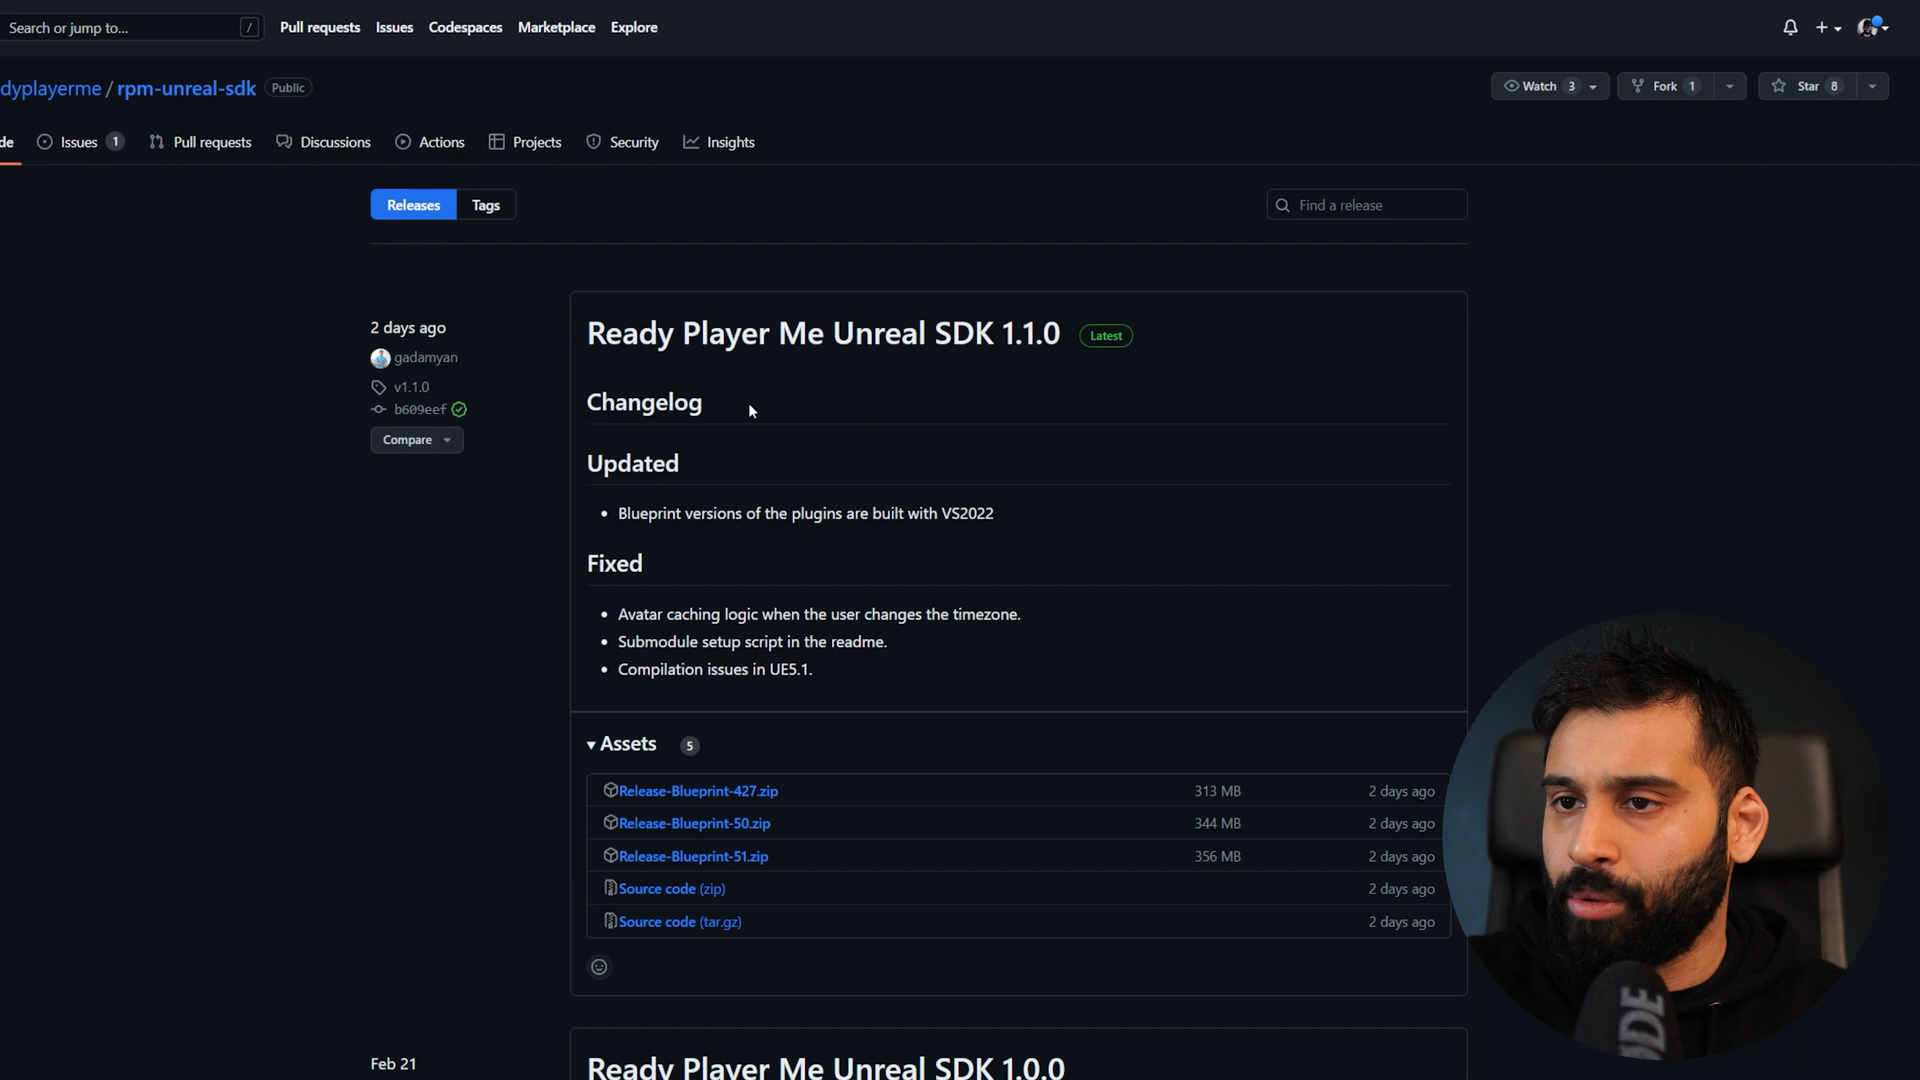 Search or jump to... /
Pull requests Issues Codespaces Marketplace Explore
dyplayerme / rpm-unreal-sdk Public
Watch 3 Fork 1 Star 8
de Issues 1 Pull requests Discussions Actions Projects Security Insights
Releases Tags
Find a release
2 days ago
gadamyan
v1.1.0
b609eef
Compare
Ready Player Me Unreal SDK 1.1.0 Latest
Changelog
Updated
• Blueprint versions of the plugins are built with VS2022
Fixed
• Avatar caching logic when the user changes the timezone.
• Submodule setup script in the readme.
• Compilation issues in UE5.1.
Assets 5
Release-Blueprint-427.zip 313 MB 2 days ago
Release-Blueprint-50.zip 344 MB 2 days ago
Release-Blueprint-51.zip 356 MB 2 days ago
Source code (zip) 2 days ago
Source code (tar.gz) 2 days ago
Feb 21
Ready Player Me Unreal SDK 1.0.0